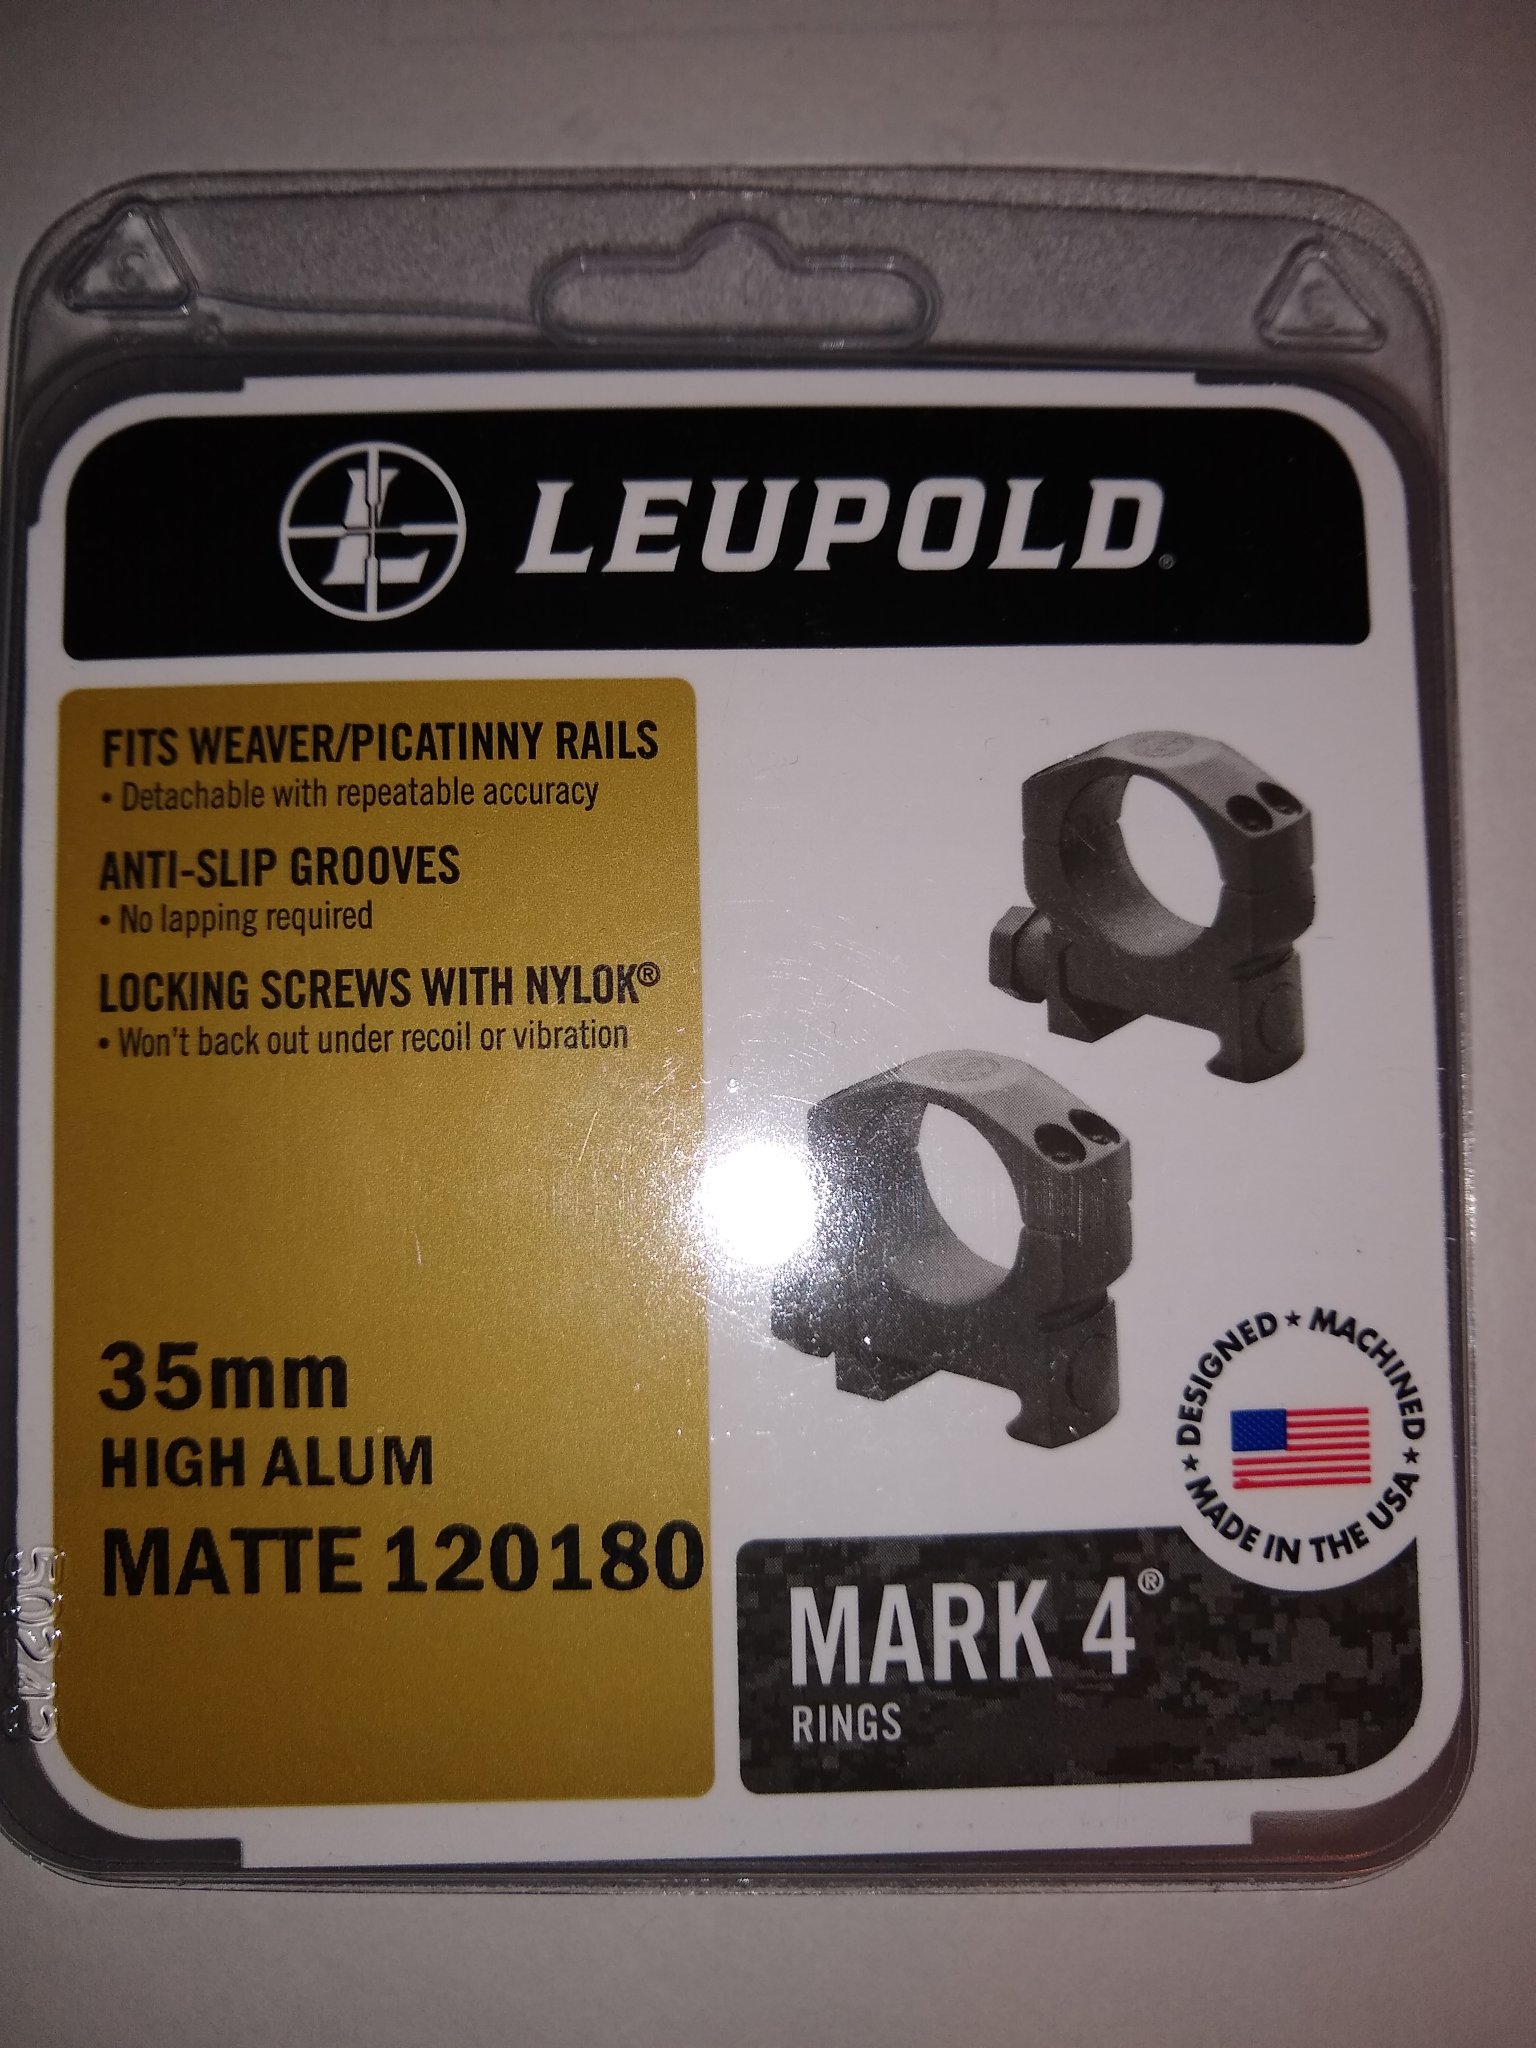 LEUPOLD®
FITS WEAVER/PICATINNY RAILS
• Detachable with repeatable accuracy
ANTI-SLIP GROOVES
• No lapping required
LOCKING SCREWS WITH NYLOK®
• Won't back out under recoil or vibration
35mm
HIGH ALUM
MATTE 120180
★ DESIGNED ★ MACHINED ★ MADE IN THE USA
MARK 4®
RINGS